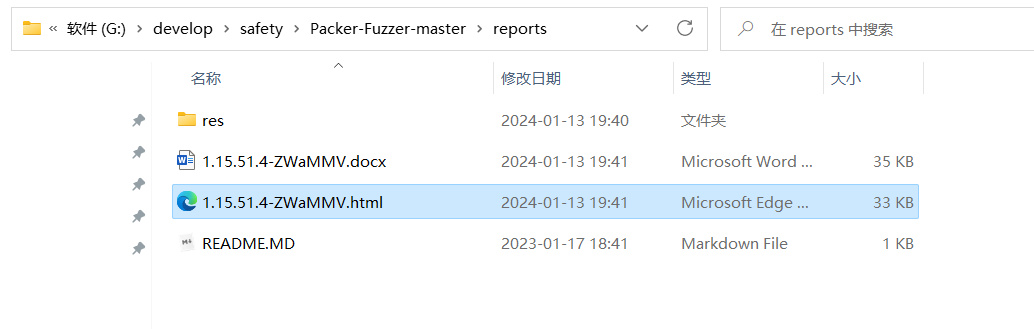 « 软件 (G:) › develop › safety › Packer-Fuzzer-master › reports
在 reports 中搜索
名称 修改日期 类型 大小
res 2024-01-13 19:40 文件夹
1.15.51.4-ZWaMMV.docx 2024-01-13 19:41 Microsoft Word ... 35 KB
1.15.51.4-ZWaMMV.html 2024-01-13 19:41 Microsoft Edge ... 33 KB
README.MD 2023-01-17 18:41 Markdown File 1 KB